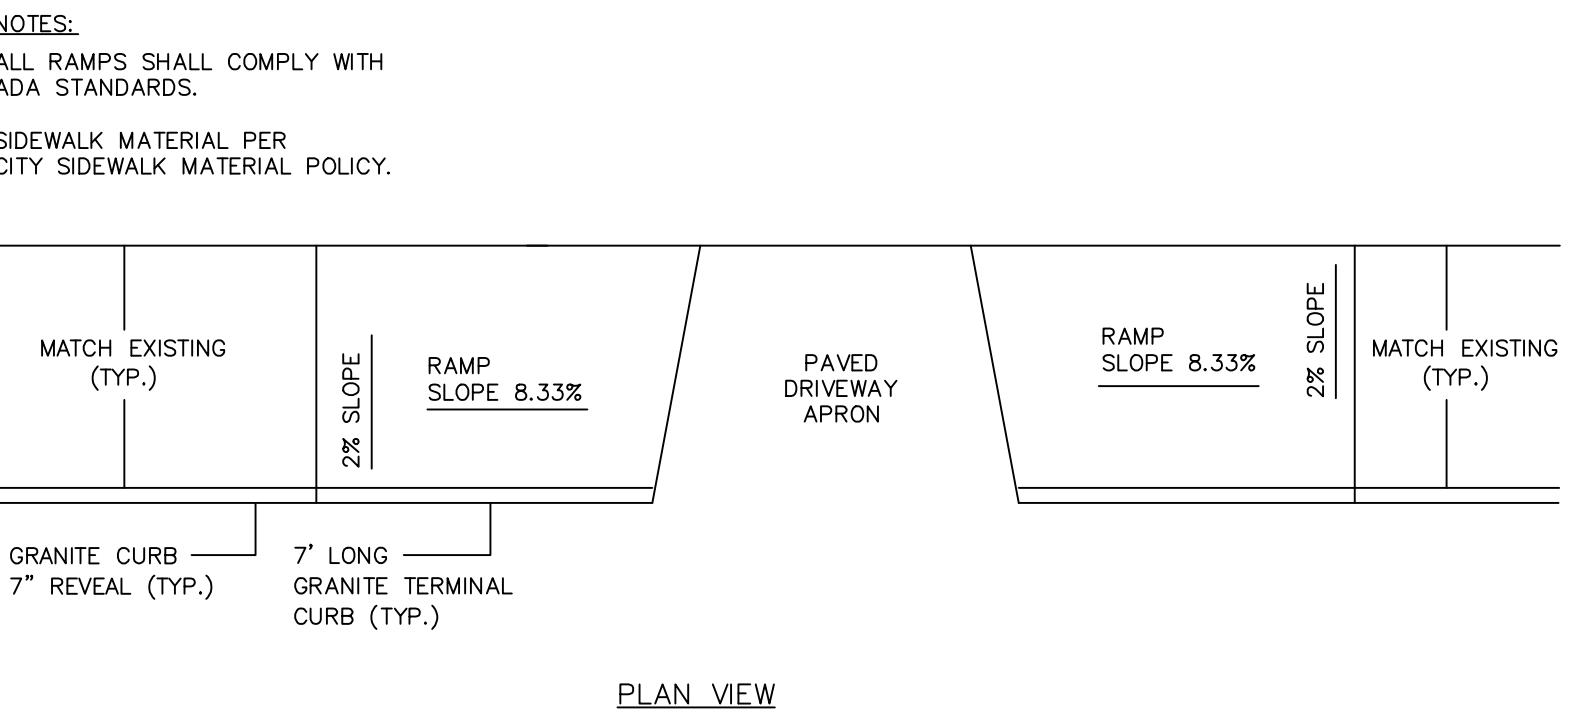 NOTES:
ALL RAMPS SHALL COMPLY WITH
ADA STANDARDS.
SIDEWALK MATERIAL PER
CITY SIDEWALK MATERIAL POLICY.
MATCH EXISTING
(TYP.)
2% SLOPE
RAMP
SLOPE 8.33%
PAVED
DRIVEWAY
APRON
RAMP
SLOPE 8.33%
2% SLOPE
MATCH EXISTING
(TYP.)
GRANITE CURB
7” REVEAL (TYP.)
7’ LONG
GRANITE TERMINAL
CURB (TYP.)
PLAN VIEW